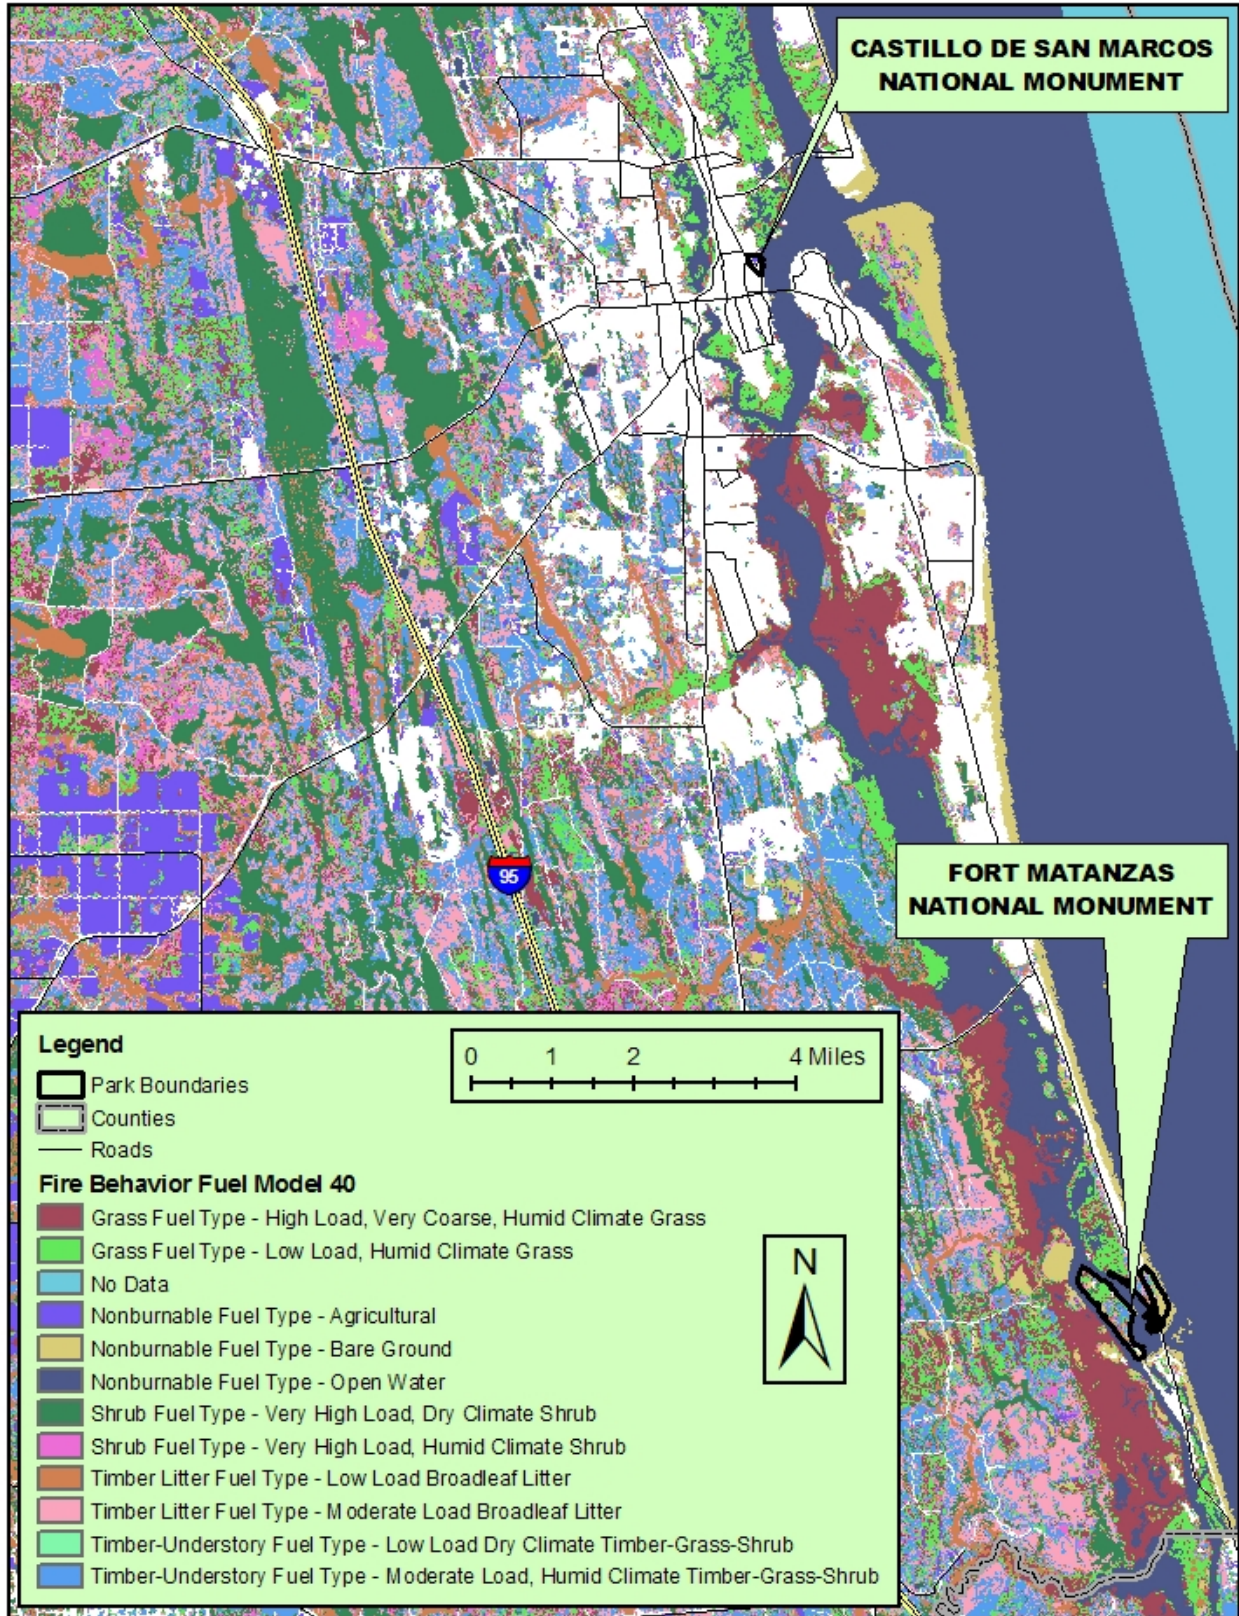 CASTILLO DE SAN MARCOS
NATIONAL MONUMENT
95
FORT MATANZAS
NATIONAL MONUMENT
Legend
0 1 2 4 Miles
Park Boundaries
Counties
Roads
Fire Behavior Fuel Model 40
Grass Fuel Type - High Load, Very Coarse, Humid Climate Grass
Grass Fuel Type - Low Load, Humid Climate Grass
N
No Data
Nonburnable Fuel Type - Agricultural
Nonburnable Fuel Type - Bare Ground
Nonburnable Fuel Type - Open Water
Shrub Fuel Type - Very High Load, Dry Climate Shrub
Shrub Fuel Type - Very High Load, Humid Climate Shrub
Timber Litter Fuel Type - Low Load Broadleaf Litter
Timber Litter Fuel Type - Moderate Load Broadleaf Litter
Timber-Understory Fuel Type - Low Load Dry Climate Timber-Grass-Shrub
Timber-Understory Fuel Type - Moderate Load, Humid Climate Timber-Grass-Shrub